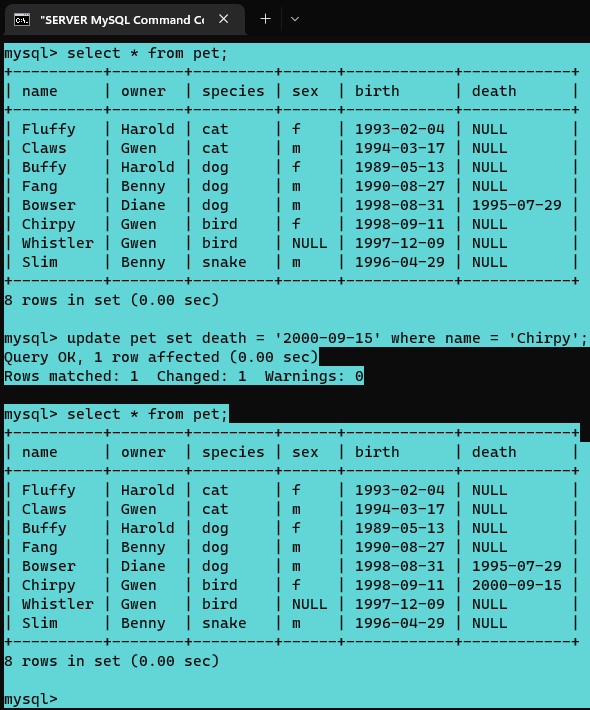 "SERVER MySQL Command Cc
mysql> select * from pet;
+----------+--------+---------+------+------------+------------+
| name     | owner  | species | sex  | birth      | death      |
+----------+--------+---------+------+------------+------------+
| Fluffy   | Harold | cat     | f    | 1993-02-04 | NULL       |
| Claws    | Gwen   | cat     | m    | 1994-03-17 | NULL       |
| Buffy    | Harold | dog     | f    | 1989-05-13 | NULL       |
| Fang     | Benny  | dog     | m    | 1990-08-27 | NULL       |
| Bowser   | Diane  | dog     | m    | 1998-08-31 | 1995-07-29 |
| Chirpy   | Gwen   | bird    | f    | 1998-09-11 | NULL       |
| Whistler | Gwen   | bird    | NULL | 1997-12-09 | NULL       |
| Slim     | Benny  | snake   | m    | 1996-04-29 | NULL       |
+----------+--------+---------+------+------------+------------+
8 rows in set (0.00 sec)
mysql> update pet set death = '2000-09-15' where name = 'Chirpy';
Query OK, 1 row affected (0.00 sec)
Rows matched: 1  Changed: 1  Warnings: 0
mysql> select * from pet;
+----------+--------+---------+------+------------+------------+
| name     | owner  | species | sex  | birth      | death      |
+----------+--------+---------+------+------------+------------+
| Fluffy   | Harold | cat     | f    | 1993-02-04 | NULL       |
| Claws    | Gwen   | cat     | m    | 1994-03-17 | NULL       |
| Buffy    | Harold | dog     | f    | 1989-05-13 | NULL       |
| Fang     | Benny  | dog     | m    | 1990-08-27 | NULL       |
| Bowser   | Diane  | dog     | m    | 1998-08-31 | 1995-07-29 |
| Chirpy   | Gwen   | bird    | f    | 1998-09-11 | 2000-09-15 |
| Whistler | Gwen   | bird    | NULL | 1997-12-09 | NULL       |
| Slim     | Benny  | snake   | m    | 1996-04-29 | NULL       |
+----------+--------+---------+------+------------+------------+
8 rows in set (0.00 sec)
mysql>